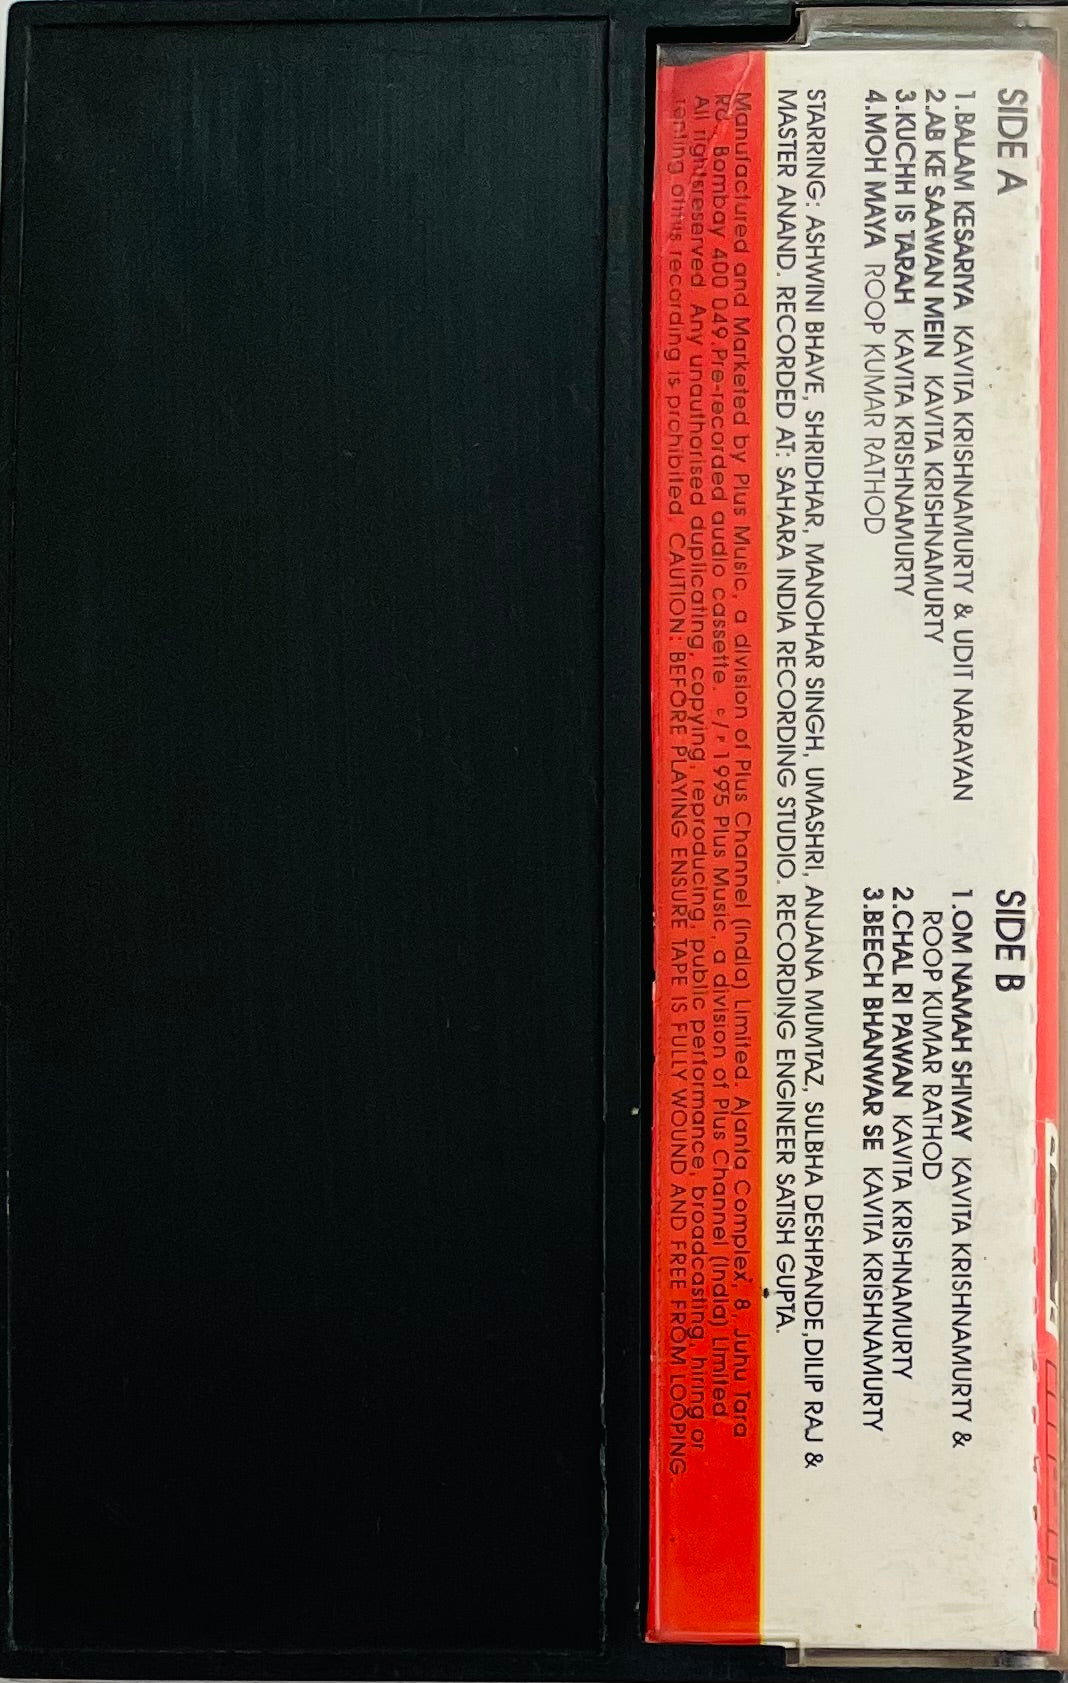 SIDE A
1.BALAM KESARIYA KAVITA KRISHNAMURTY & UDIT NARAYAN
2.AB KE SAAWAN MEIN KAVITA KRISHNAMURTY
3.KUCHH IS TARAH KAVITA KRISHNAMURTY
4.MOH MAYA ROOP KUMAR RATHOD
SIDE B
1.OM NAMAH SHIVAY KAVITA KRISHNAMURTY &
ROOP KUMAR RATHOD
2.CHAL RI PAWAN KAVITA KRISHNAMURTY
3.BEECH BHANWAR SE KAVITA KRISHNAMURTY
STARRING: ASHWINI BHAVE, SHRIDHAR, MANOHAR SINGH, UMASHRI, ANJANA MUMTAZ, SULBHA DESHPANDE,DILIP RAJ &
MASTER ANAND. RECORDED AT: SAHARA INDIA RECORDING STUDIO. RECORDING ENGINEER SATISH GUPTA.
Manufactured and Marketed by Plus Music, a division of Plus Channel (India) Limited. Ajanta Complex, 8, Juhu Tara
Rd. Bombay 400 049.Pre-recorded audio cassette. c/r 1995 Plus Music, a division of Plus Channel (India) Limited
All rightsreserved. Any unauthorised duplicating, copying, reproducing, public performance, broadcasting, hiring or
renting ofthis recording is prohibited. CAUTION: BEFORE PLAYING ENSURE TAPE IS FULLY WOUND AND FREE FROM LOOPING.